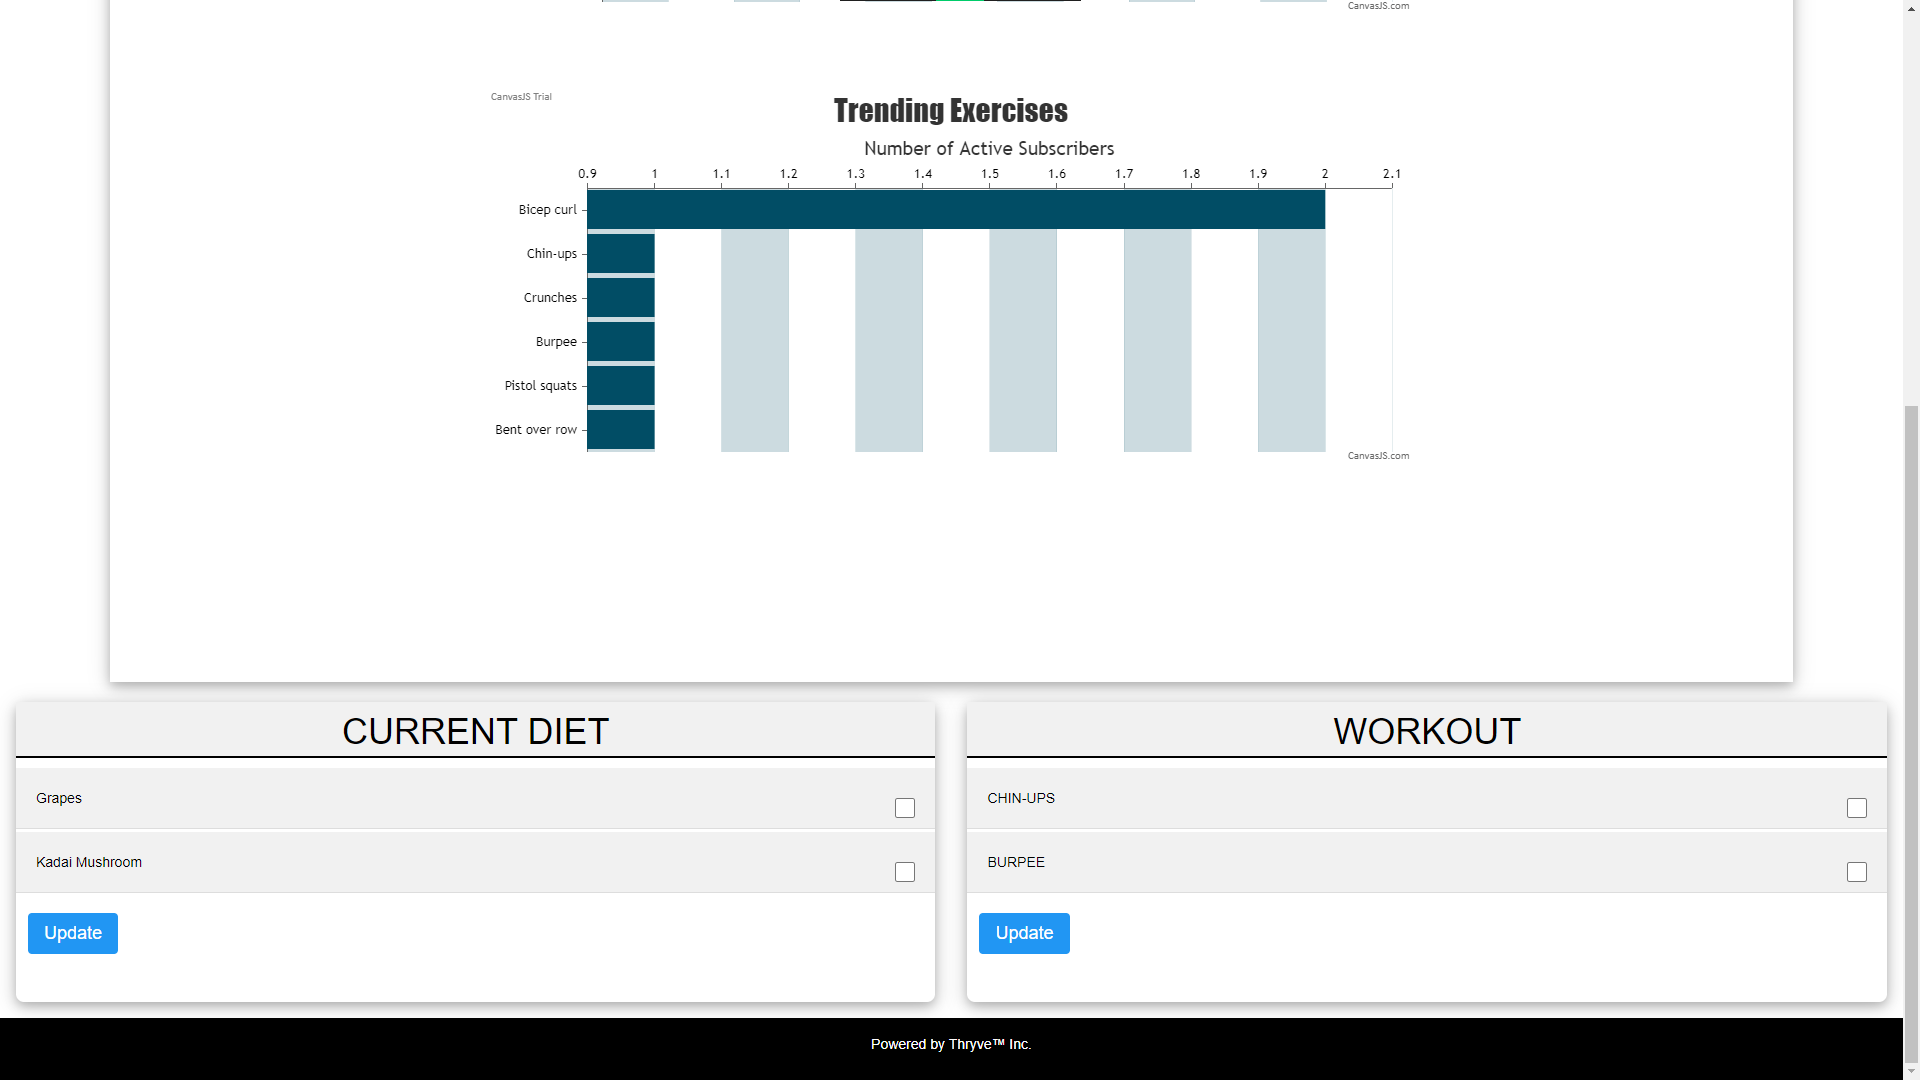 CanvasJS.com
CanvasJS Trial
Trending Exercises
Number of Active Subscribers
0.9 1 1.1 1.2 1.3 1.4 1.5 1.6 1.7 1.8 1.9 2 2.1
Bicep curl
Chin-ups
Crunches
Burpee
Pistol squats
Bent over row
CanvasJS.com
CURRENT DIET
Grapes
Kadai Mushroom
Update
WORKOUT
CHIN-UPS
BURPEE
Update
Powered by Thryve™ Inc.